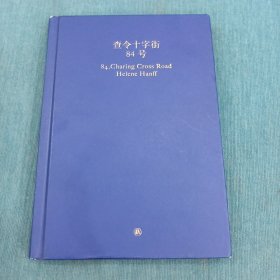 查令十字街
84号
84, Charing Cross Road
Helene Hanff